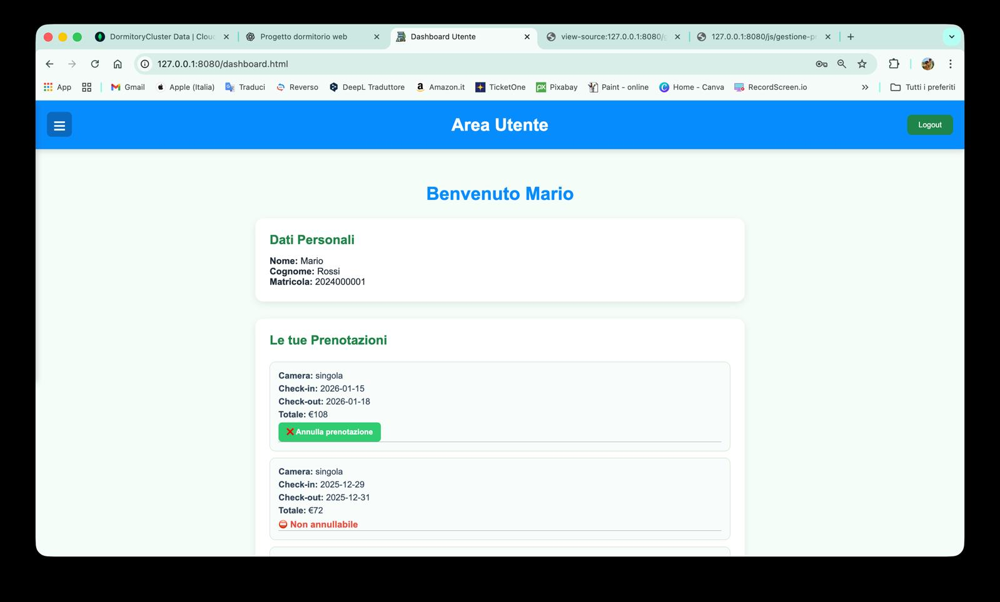 DormitoryCluster Data | Clou
Progetto dormitorio web
Dashboard Utente
view-source:127.0.0.1:8080/g
127.0.0.1:8080/js/gestione-pr
127.0.0.1:8080/dashboard.html
App
Gmail
Apple (Italia)
Traduci
Reverso
DeepL Traduttore
Amazon.it
TicketOne
Pixabay
Paint - online
Home - Canva
RecordScreen.io
Tutti i preferiti
Area Utente
Logout
Benvenuto Mario
Dati Personali
Nome: Mario
Cognome: Rossi
Matricola: 2024000001
Le tue Prenotazioni
Camera: singola
Check-in: 2026-01-15
Check-out: 2026-01-18
Totale: €108
❌ Annulla prenotazione
Camera: singola
Check-in: 2025-12-29
Check-out: 2025-12-31
Totale: €72
⛔ Non annullabile